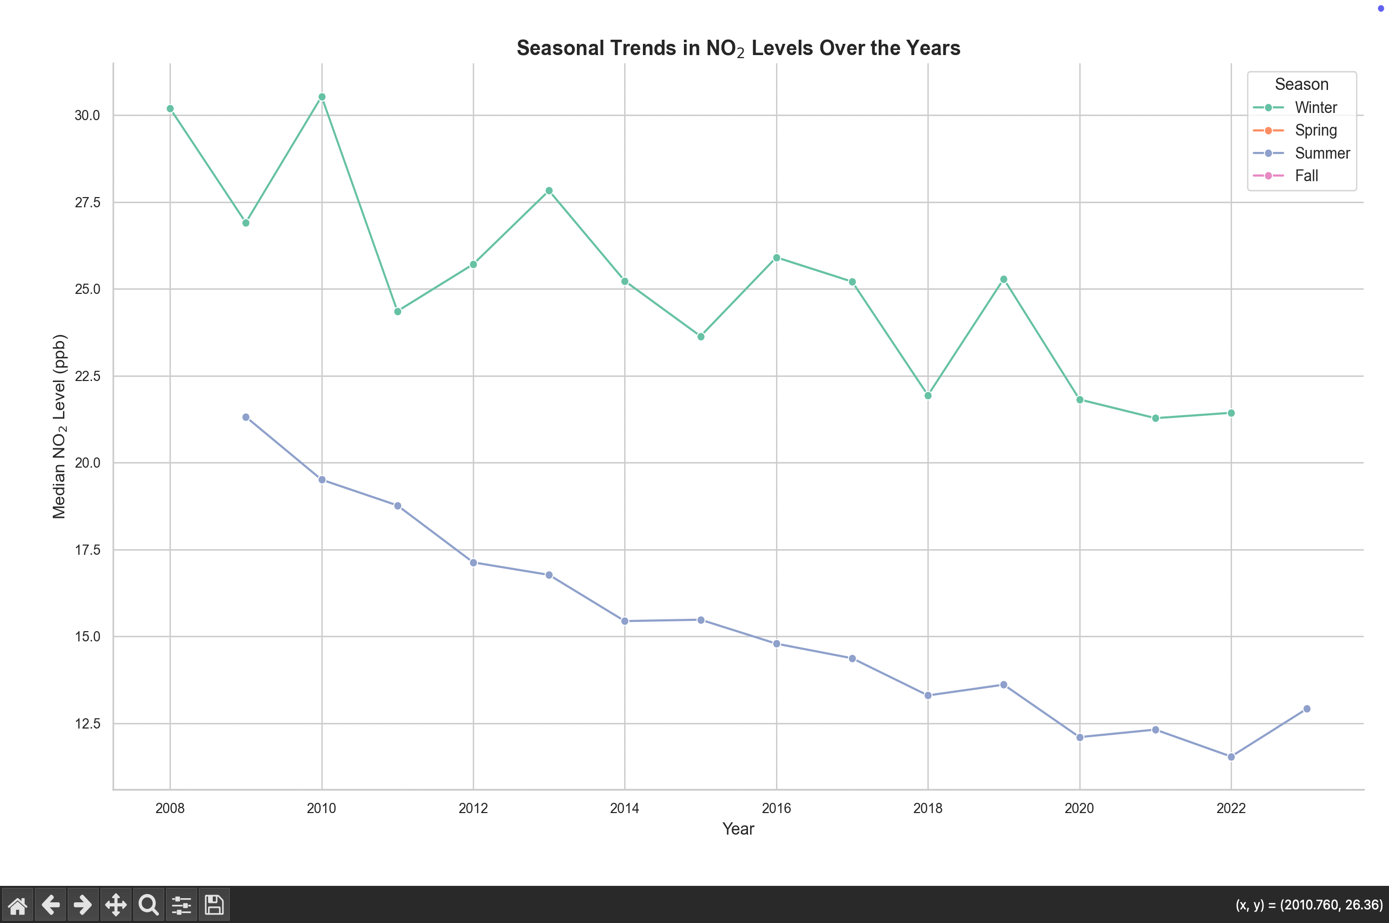 Seasonal Trends in NO₂ Levels Over the Years
Season
Winter
Spring
Summer
Fall
Median NO₂ Level (ppb)
30.0
27.5
25.0
22.5
20.0
17.5
15.0
12.5
2008 2010 2012 2014 2016 2018 2020 2022
Year
(x, y) = (2010.760, 26.36)